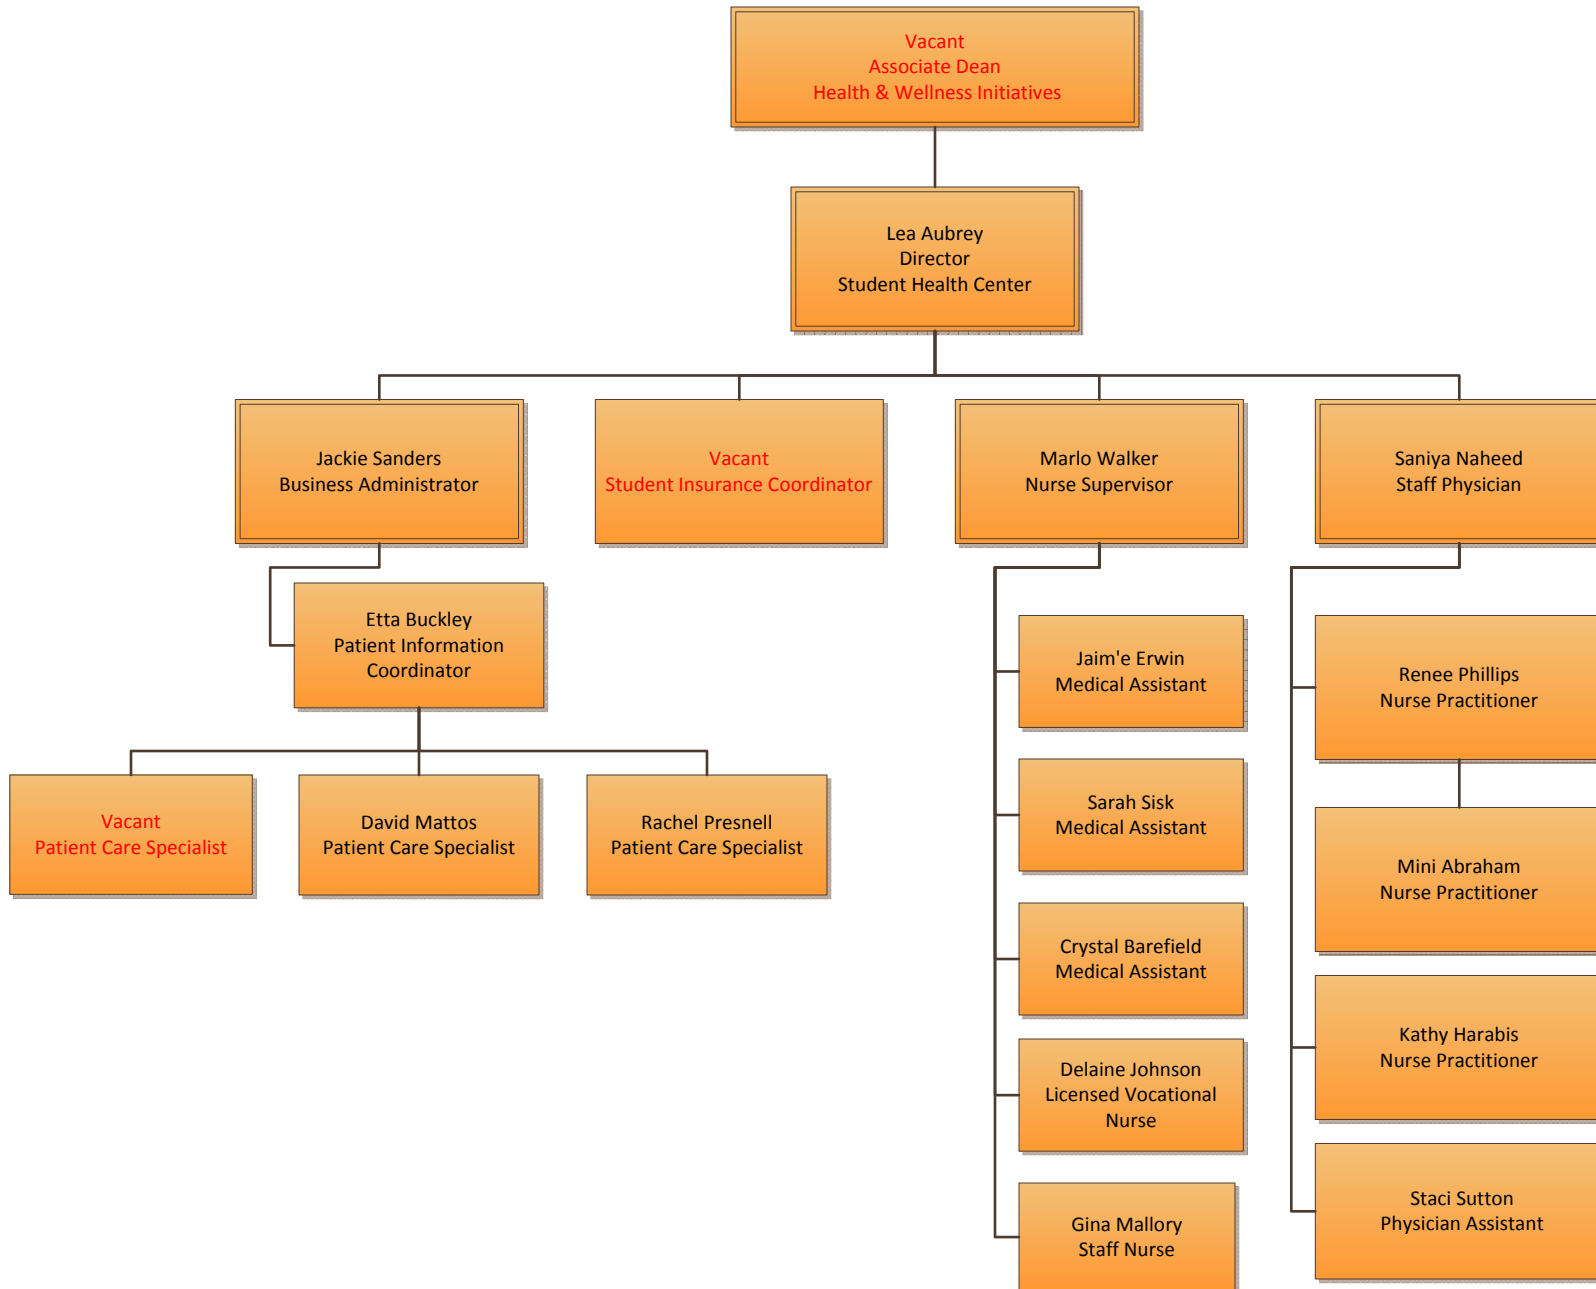 Vacant
Associate Dean
Health & Wellness Initiatives
Lea Aubrey
Director
Student Health Center
Jackie Sanders
Business Administrator
Vacant
Student Insurance Coordinator
Marlo Walker
Nurse Supervisor
Saniya Naheed
Staff Physician
Etta Buckley
Patient Information
Coordinator
Vacant
Patient Care Specialist
David Mattos
Patient Care Specialist
Rachel Presnell
Patient Care Specialist
Jaim'e Erwin
Medical Assistant
Sarah Sisk
Medical Assistant
Crystal Barefield
Medical Assistant
Delaine Johnson
Licensed Vocational
Nurse
Gina Mallory
Staff Nurse
Renee Phillips
Nurse Practitioner
Mini Abraham
Nurse Practitioner
Kathy Harabis
Nurse Practitioner
Staci Sutton
Physician Assistant